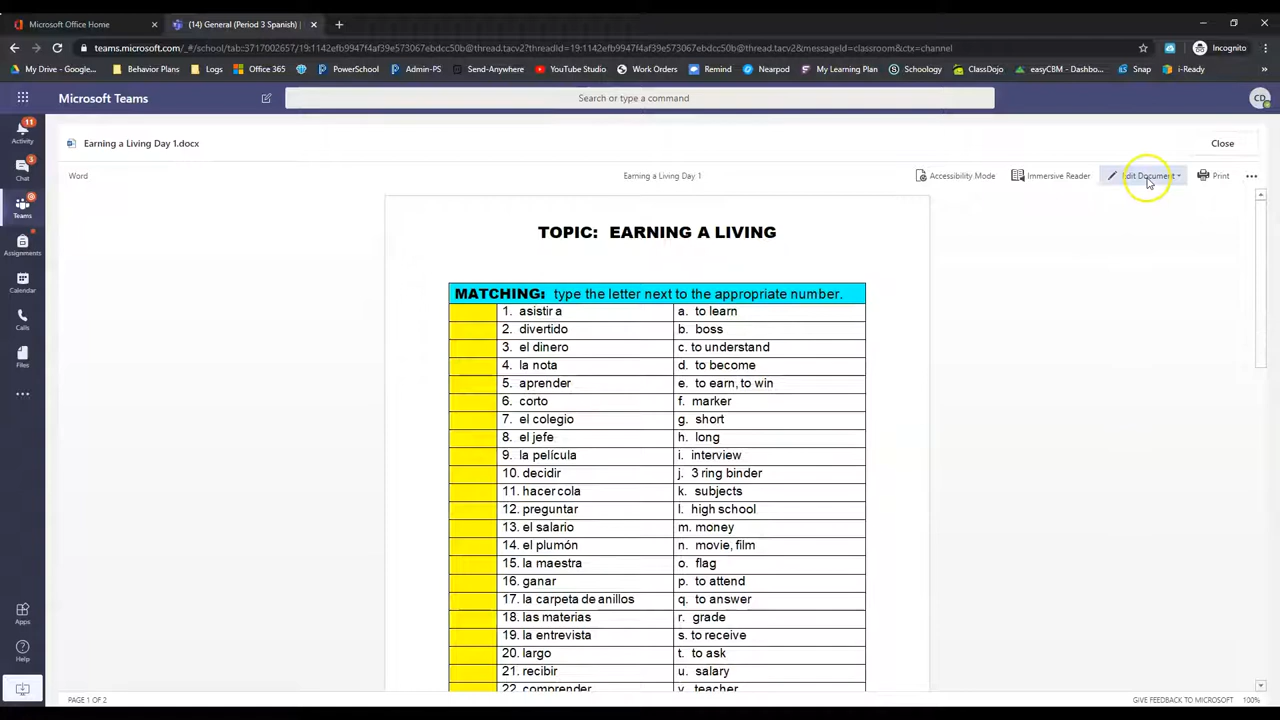 Microsoft Office Home
(14) General (Period 3 Spanish) |
teams.microsoft.com/_#/school/tab::3717002657/19:1142efb9947f4af39e573067ebdcc50b@thread.tacv2?threadId=19:1142efb9947f4af39e573067ebdcc50b@thread.tacv2&messageId=classroom&ctx=channel
Incognito
My Drive - Google...
Behavior Plans
Logs
Office 365
PowerSchool
Admin-PS
Send-Anywhere
YouTube Studio
Work Orders
Remind
Nearpod
My Learning Plan
Schoology
ClassDojo
easyCBM - Dashbo...
Snap
i-Ready
Microsoft Teams
Search or type a command
CD
11
Activity
3
Chat
Teams
Assignments
Calendar
Calls
Files
Apps
Help
Earning a Living Day 1.docx
Close
Word
Earning a Living Day 1
Accessibility Mode
Immersive Reader
Edit Document
Print
TOPIC: EARNING A LIVING
MATCHING: type the letter next to the appropriate number.
1. asistir a a. to learn
2. divertido b. boss
3. el dinero c. to understand
4. la nota d. to become
5. aprender e. to earn, to win
6. corto f. marker
7. el colegio g. short
8. el jefe h. long
9. la película i. interview
10. decidir j. 3 ring binder
11. hacer cola k. subjects
12. preguntar l. high school
13. el salario m. money
14. el plumón n. movie, film
15. la maestra o. flag
16. ganar p. to attend
17. la carpeta de anillos q. to answer
18. las materias r. grade
19. la entrevista s. to receive
20. largo t. to ask
21. recibir u. salary
22. comprender v. teacher
PAGE 1 OF 2
GIVE FEEDBACK TO MICROSOFT
100%